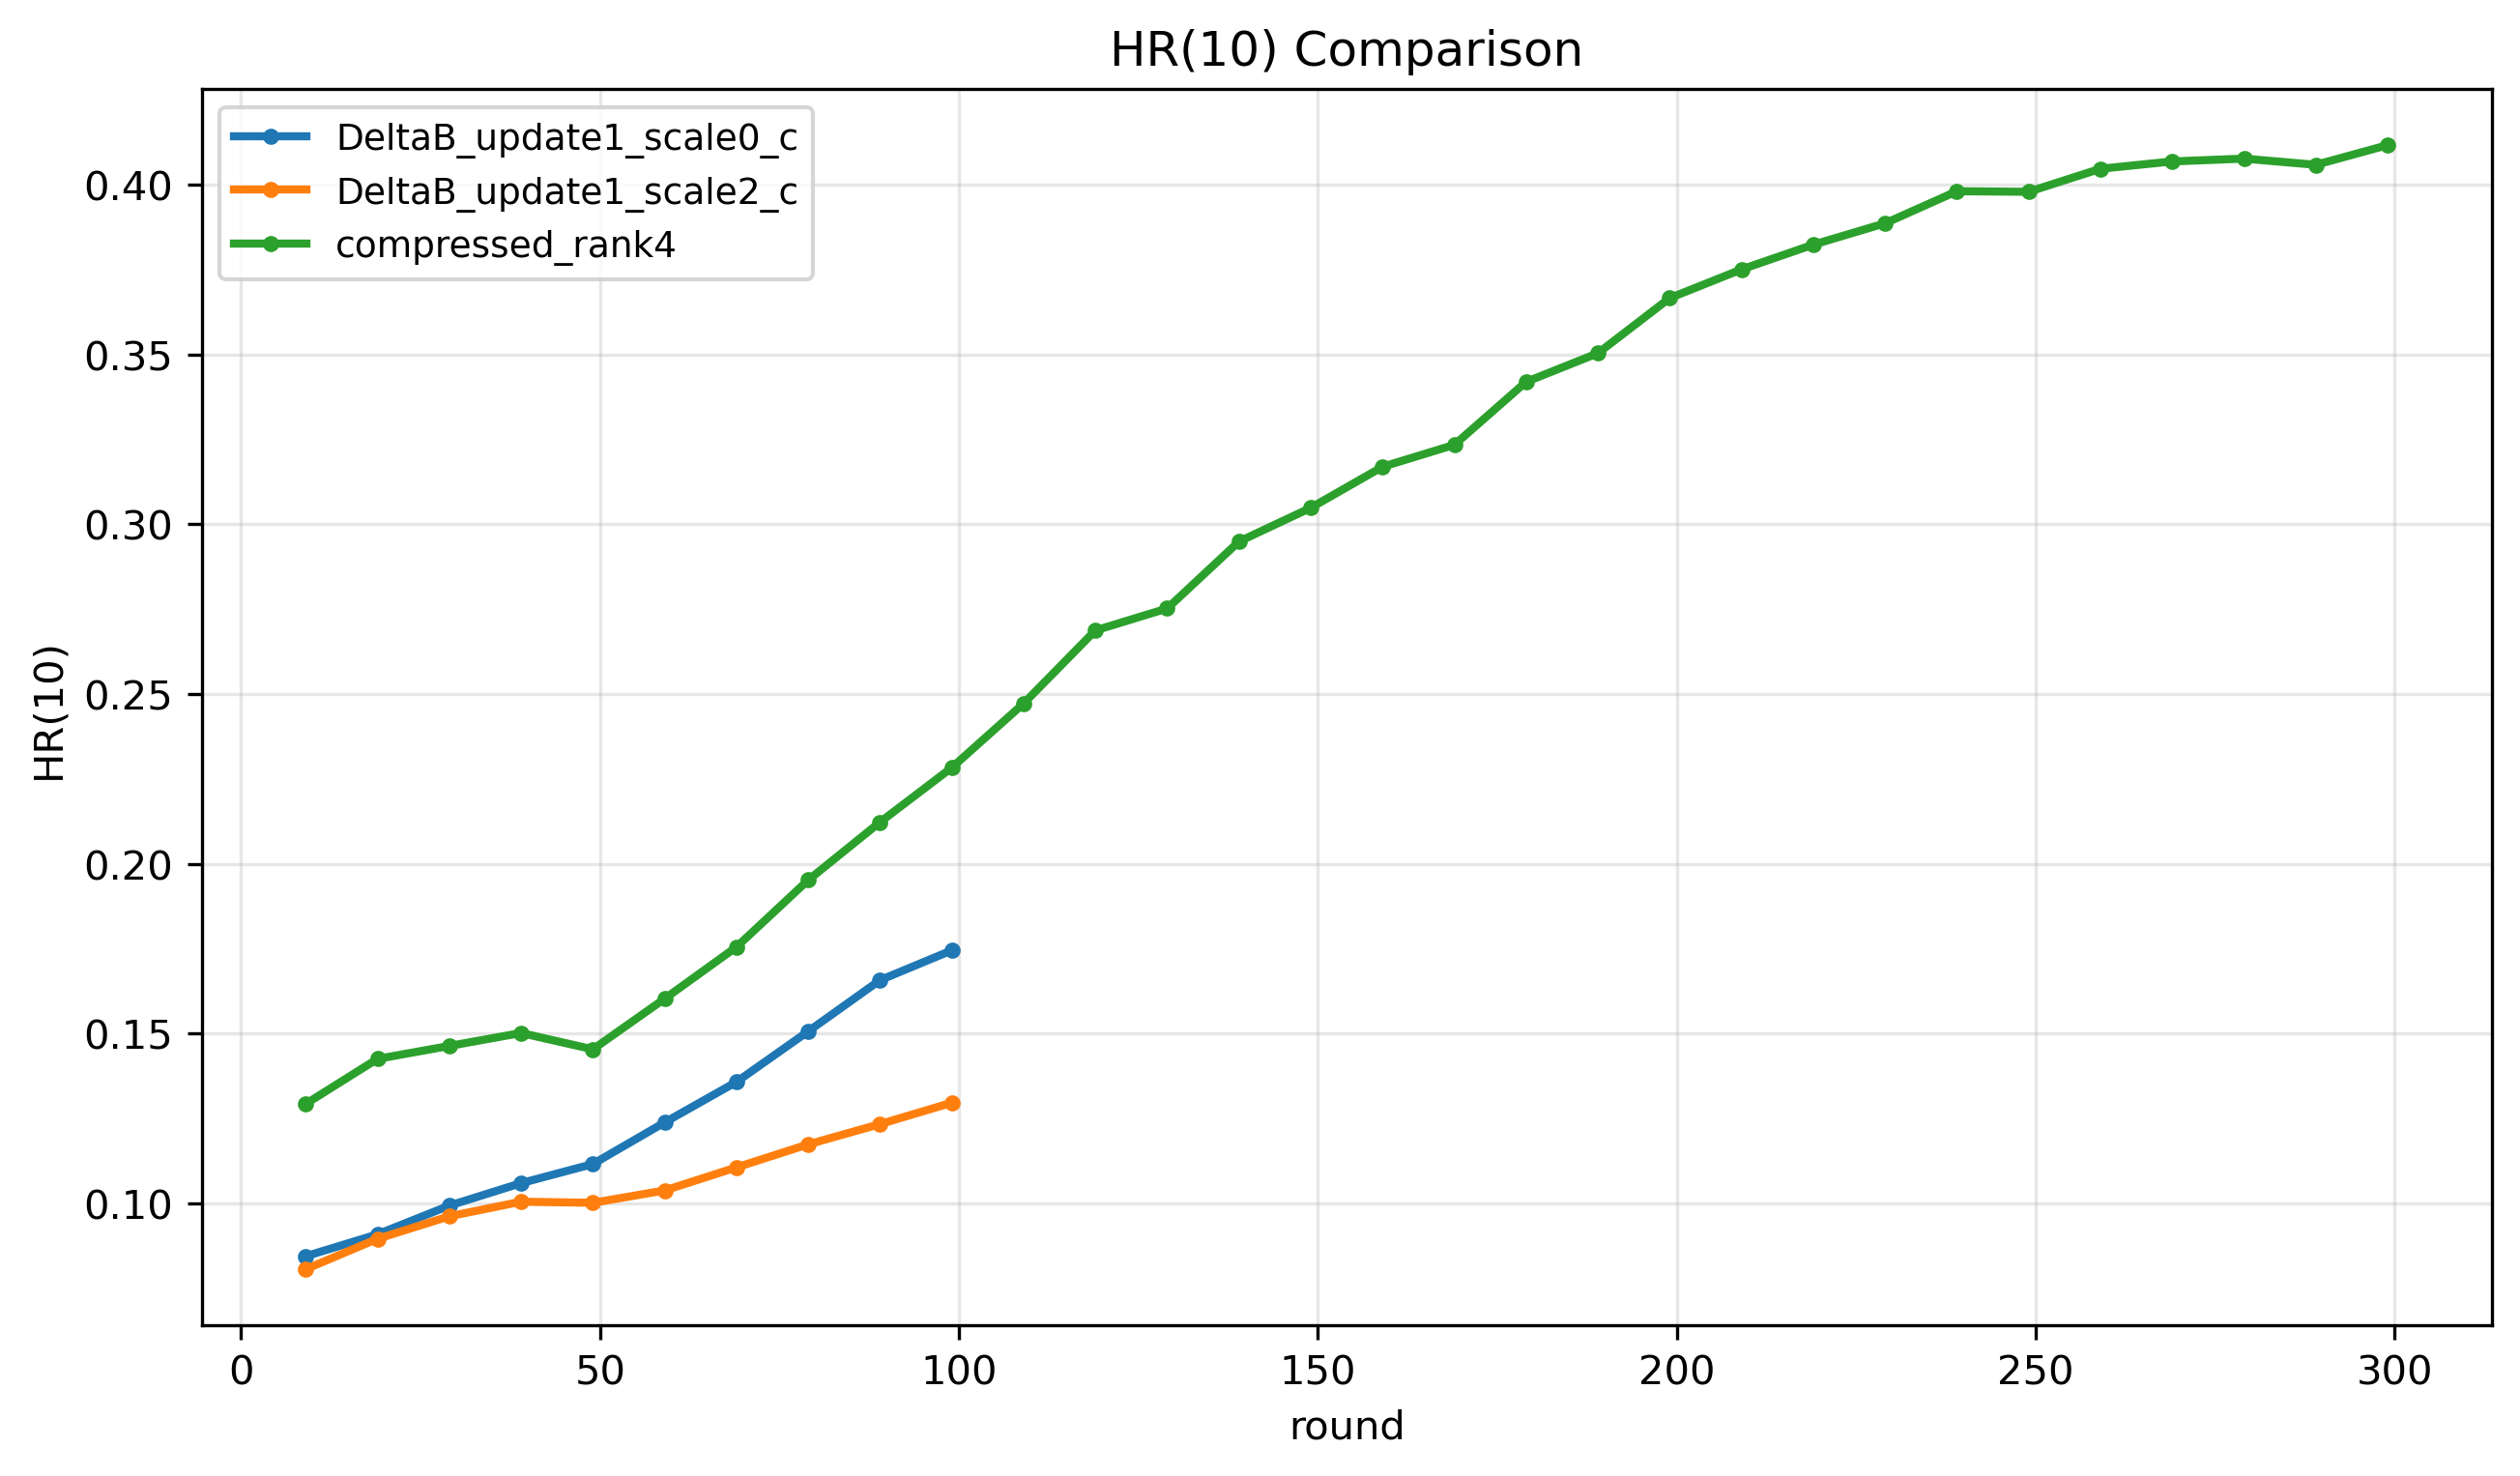 HR(10) Comparison
DeltaB_update1_scale0_c
DeltaB_update1_scale2_c
compressed_rank4
HR(10)
0.40
0.35
0.30
0.25
0.20
0.15
0.10
0 50 100 150 200 250 300
round